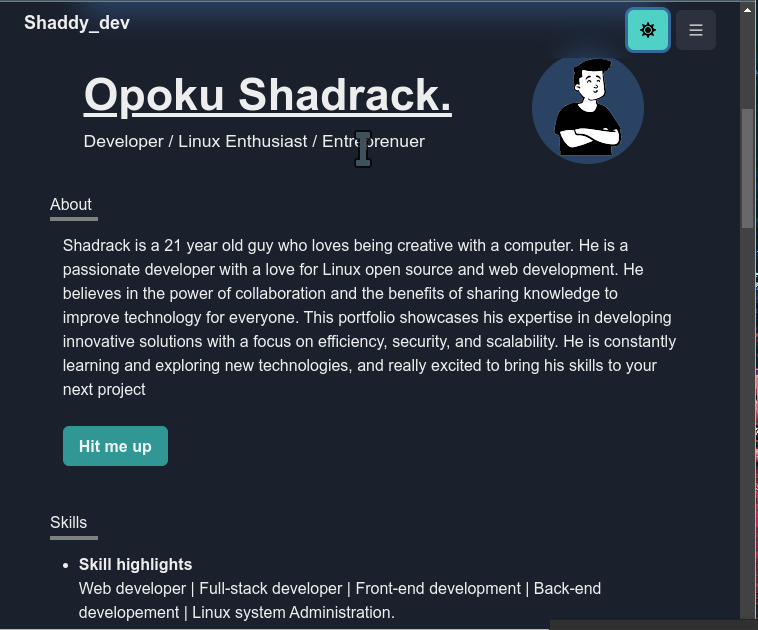 Shaddy_dev
Opoku Shadrack.
Developer / Linux Enthusiast / Entreprenuer
About
Shadrack is a 21 year old guy who loves being creative with a computer. He is a
passionate developer with a love for Linux open source and web development. He
believes in the power of collaboration and the benefits of sharing knowledge to
improve technology for everyone. This portfolio showcases his expertise in developing
innovative solutions with a focus on efficiency, security, and scalability. He is constantly
learning and exploring new technologies, and really excited to bring his skills to your
next project
Hit me up
Skills
• Skill highlights
Web developer | Full-stack developer | Front-end development | Back-end
developement | Linux system Administration.